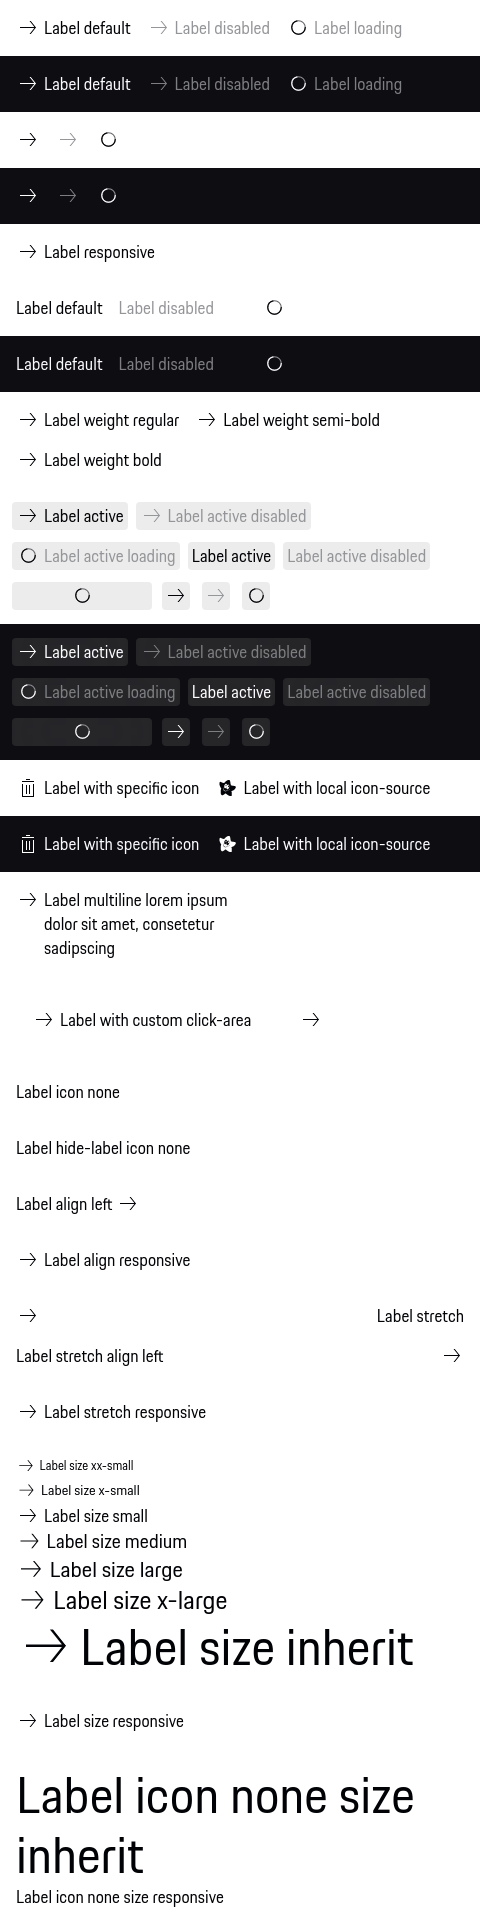 Label default Label disabled Label loading
Label default Label disabled Label loading
Label responsive
Label default Label disabled
Label default Label disabled
Label weight regular Label weight semi-bold
Label weight bold
Label active Label active disabled
Label active loading Label active Label active disabled
Label active Label active disabled
Label active loading Label active Label active disabled
Label with specific icon Label with local icon-source
Label with specific icon Label with local icon-source
Label multiline lorem ipsum
dolor sit amet, consetetur
sadipscing
Label with custom click-area
Label icon none
Label hide-label icon none
Label align left
Label align responsive
Label stretch
Label stretch align left
Label stretch responsive
Label size xx-small
Label size x-small
Label size small
Label size medium
Label size large
Label size x-large
Label size inherit
Label size responsive
Label icon none size
inherit
Label icon none size responsive